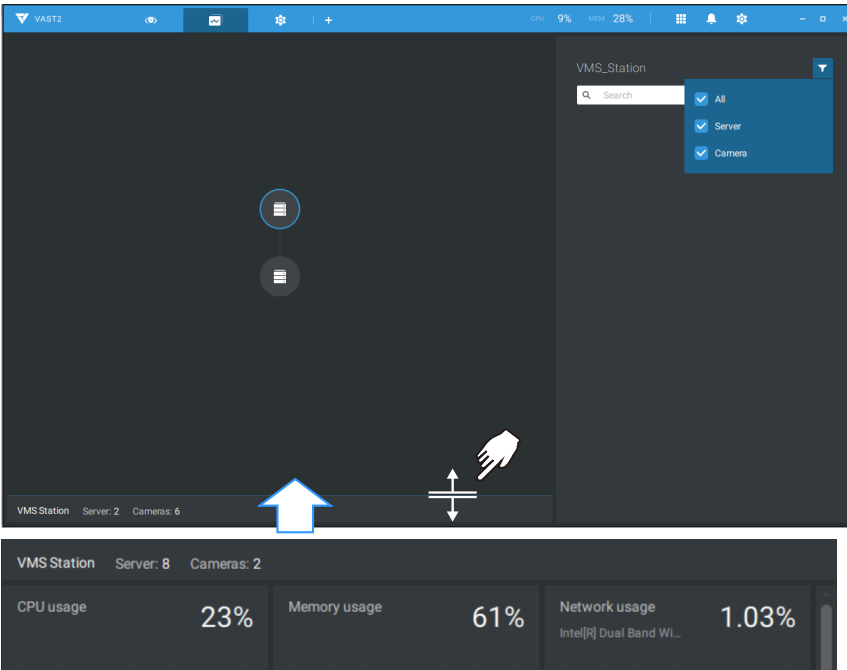 VAST2
CPU 9% MEM 28%
VMS_Station
Search
All
Server
Camera
VMS Station Server: 2 Cameras: 6
VMS Station Server: 8 Cameras: 2
CPU usage 23%
Memory usage 61%
Network usage 1.03%
Intel[R] Dual Band Wi...